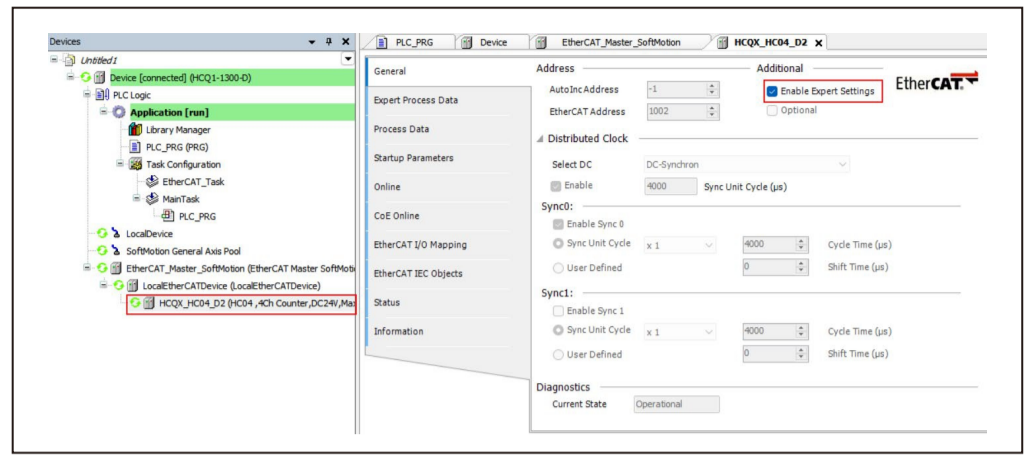 Devices
Untitled1
Device [connected] (HCQ1-1300-D)
PLC Logic
Application [run]
Library Manager
PLC_PRG (PRG)
Task Configuration
EtherCAT_Task
MainTask
PLC_PRG
LocalDevice
SoftMotion General Axis Pool
EtherCAT_Master_SoftMotion (EtherCAT Master SoftMoti
LocalEtherCATDevice (LocalEtherCATDevice)
HCQX_HC04_D2 (HC04 ,4Ch Counter,DC24V,Max
PLC_PRG Device EtherCAT_Master_SoftMotion HCQX_HC04_D2
General
Expert Process Data
Process Data
Startup Parameters
Online
CoE Online
EtherCAT I/O Mapping
EtherCAT IEC Objects
Status
Information
Address Additional
AutoIncAddress -1 Enable Expert Settings EtherCAT
EtherCAT Address 1002 Optional
Distributed Clock
Select DC DC-Synchron
Enable 4000 Sync Unit Cycle (µs)
Sync0:
Enable Sync 0
Sync Unit Cycle x 1 4000 Cycle Time (µs)
User Defined 0 Shift Time (µs)
Sync1:
Enable Sync 1
Sync Unit Cycle x 1 4000 Cycle Time (µs)
User Defined 0 Shift Time (µs)
Diagnostics
Current State Operational